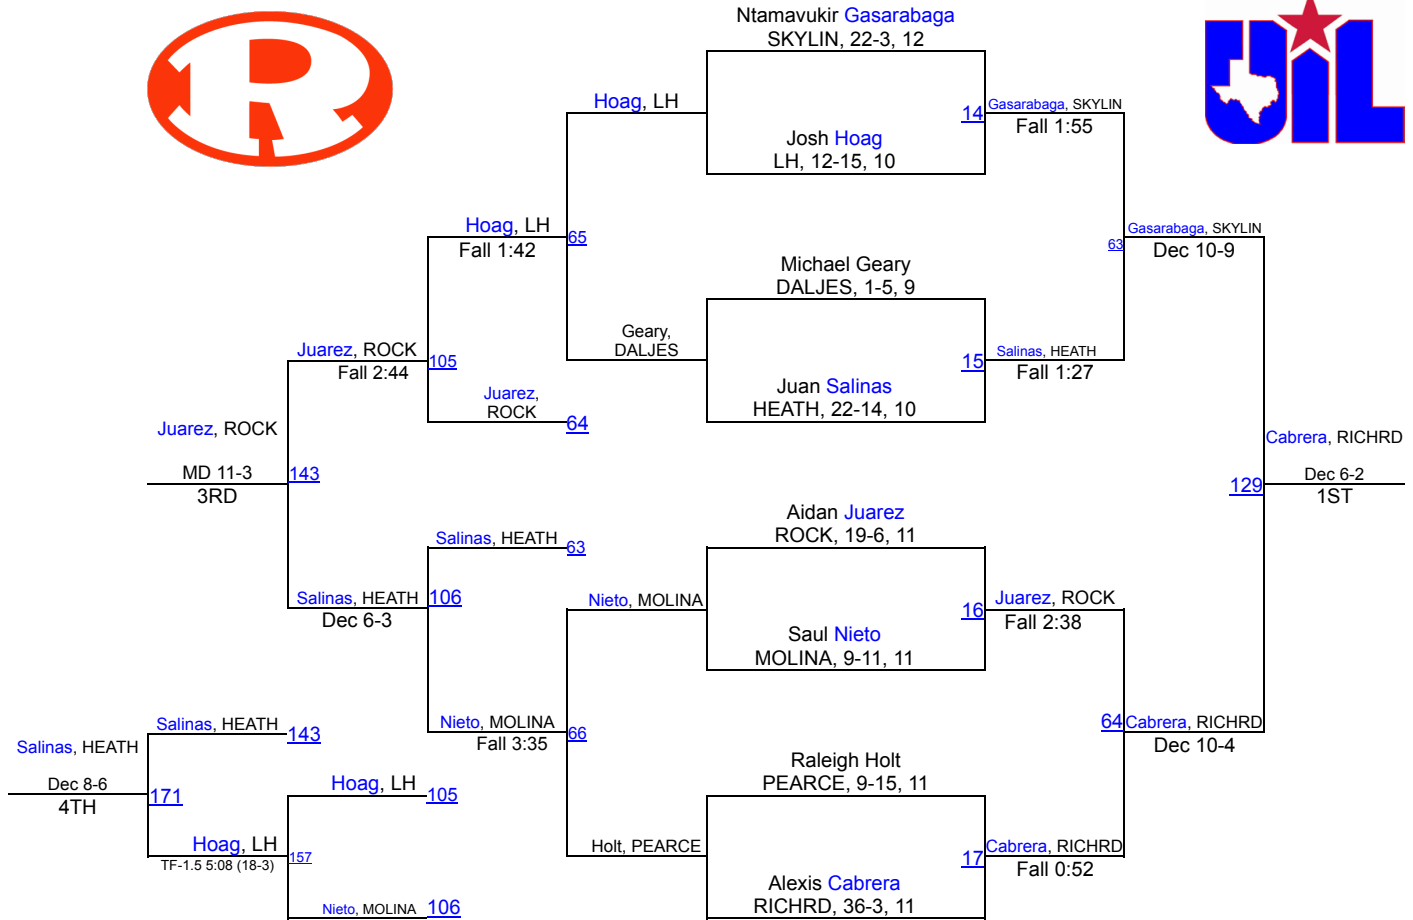 R
UIL
Ntamavukir Gasarabaga
SKYLIN, 22-3, 12
Hoag, LH
14
Gasarabaga, SKYLIN
Fall 1:55
Josh Hoag
LH, 12-15, 10
Hoag, LH
Fall 1:42
65
Gasarabaga, SKYLIN
63
Dec 10-9
Michael Geary
DALJES, 1-5, 9
Geary,
DALJES
Juarez, ROCK
Fall 2:44
105
15
Salinas, HEATH
Fall 1:27
Juan Salinas
HEATH, 22-14, 10
Juarez,
ROCK
64
Juarez, ROCK
MD 11-3
3RD
143
Cabrera, RICHRD
129
Dec 6-2
1ST
Aidan Juarez
ROCK, 19-6, 11
Salinas, HEATH
63
Salinas, HEATH
Dec 6-3
106
Nieto, MOLINA
16
Juarez, ROCK
Fall 2:38
Saul Nieto
MOLINA, 9-11, 11
Nieto, MOLINA
Fall 3:35
66
64
Cabrera, RICHRD
Dec 10-4
Salinas, HEATH
143
Salinas, HEATH
Dec 8-6
4TH
171
Raleigh Holt
PEARCE, 9-15, 11
Hoag, LH
105
Hoag, LH
TF-1.5 5:08 (18-3)
157
Holt, PEARCE
17
Cabrera, RICHRD
Fall 0:52
Alexis Cabrera
RICHRD, 36-3, 11
Nieto, MOLINA
106